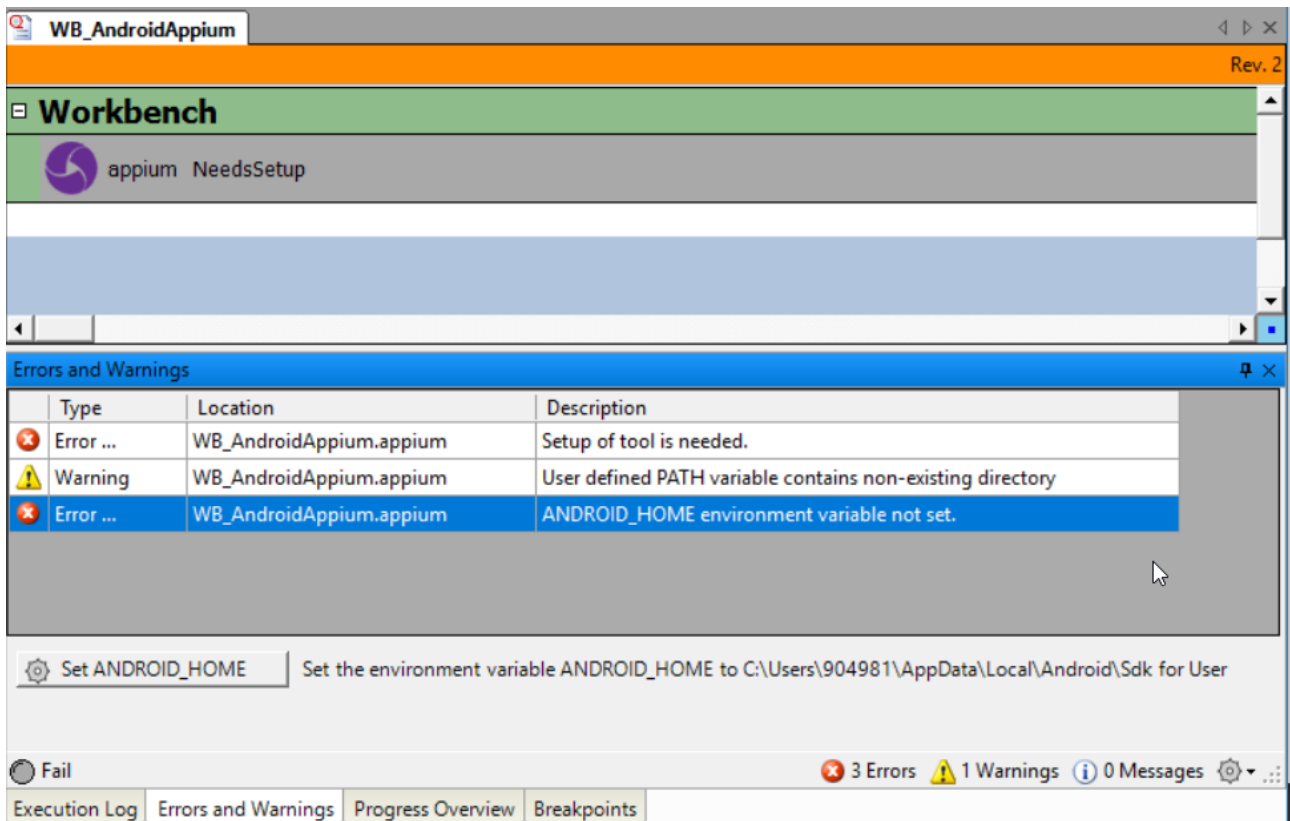 WB_AndroidAppium
Rev. 2
Workbench
appium NeedsSetup
Errors and Warnings
Type Location Description
Error ... WB_AndroidAppium.appium Setup of tool is needed.
Warning WB_AndroidAppium.appium User defined PATH variable contains non-existing directory
Error ... WB_AndroidAppium.appium ANDROID_HOME environment variable not set.
Set ANDROID_HOME Set the environment variable ANDROID_HOME to C:\Users\904981\AppData\Local\Android\Sdk for User
Fail 3 Errors 1 Warnings 0 Messages
Execution Log Errors and Warnings Progress Overview Breakpoints